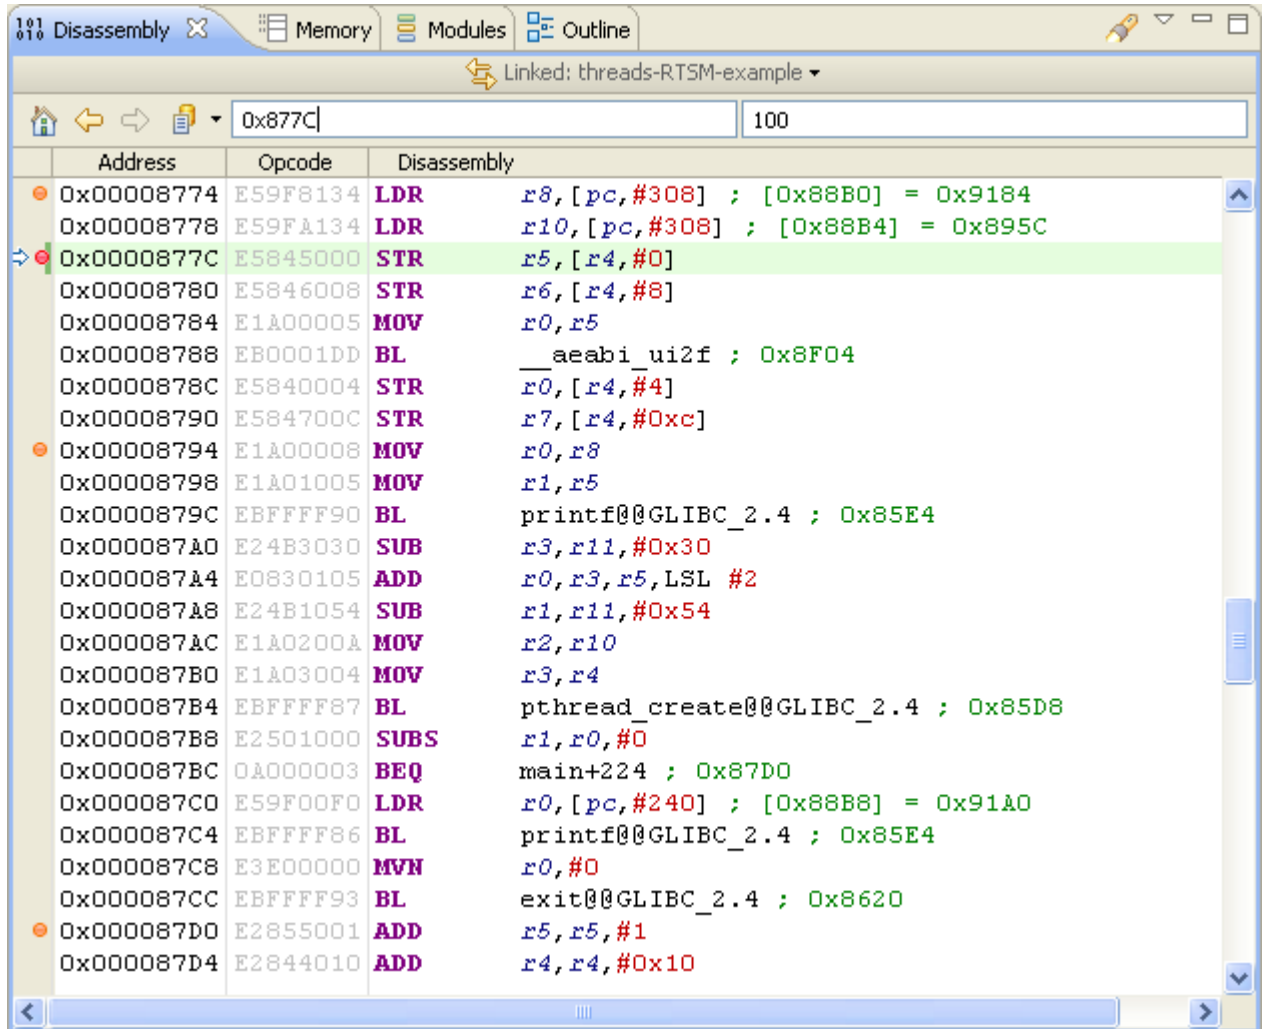 Disassembly Memory Modules Outline
Linked: threads-RTSM-example
0x877C 100
Address Opcode Disassembly
0x00008774 E59F8134 LDR r8,[pc,#308] ; [0x88B0] = 0x9184
0x00008778 E59FA134 LDR r10,[pc,#308] ; [0x88B4] = 0x895C
0x0000877C E5845000 STR r5,[r4,#0]
0x00008780 E5846008 STR r6,[r4,#8]
0x00008784 E1A00005 MOV r0,r5
0x00008788 EB0001DD BL __aeabi_ui2f ; 0x8F04
0x0000878C E5840004 STR r0,[r4,#4]
0x00008790 E584700C STR r7,[r4,#0xc]
0x00008794 E1A00008 MOV r0,r8
0x00008798 E1A01005 MOV r1,r5
0x0000879C EBFFFF90 BL printf@@GLIBC_2.4 ; 0x85E4
0x000087A0 E24B3030 SUB r3,r11,#0x30
0x000087A4 E0830105 ADD r0,r3,r5,LSL #2
0x000087A8 E24B1054 SUB r1,r11,#0x54
0x000087AC E1A0200A MOV r2,r10
0x000087B0 E1A03004 MOV r3,r4
0x000087B4 EBFFFF87 BL pthread_create@@GLIBC_2.4 ; 0x85D8
0x000087B8 E2501000 SUBS r1,r0,#0
0x000087BC 0A000003 BEQ main+224 ; 0x87D0
0x000087C0 E59F00F0 LDR r0,[pc,#240] ; [0x88B8] = 0x91A0
0x000087C4 EBFFFF86 BL printf@@GLIBC_2.4 ; 0x85E4
0x000087C8 E3E00000 MVN r0,#0
0x000087CC EBFFFF93 BL exit@@GLIBC_2.4 ; 0x8620
0x000087D0 E2855001 ADD r5,r5,#1
0x000087D4 E2844010 ADD r4,r4,#0x10